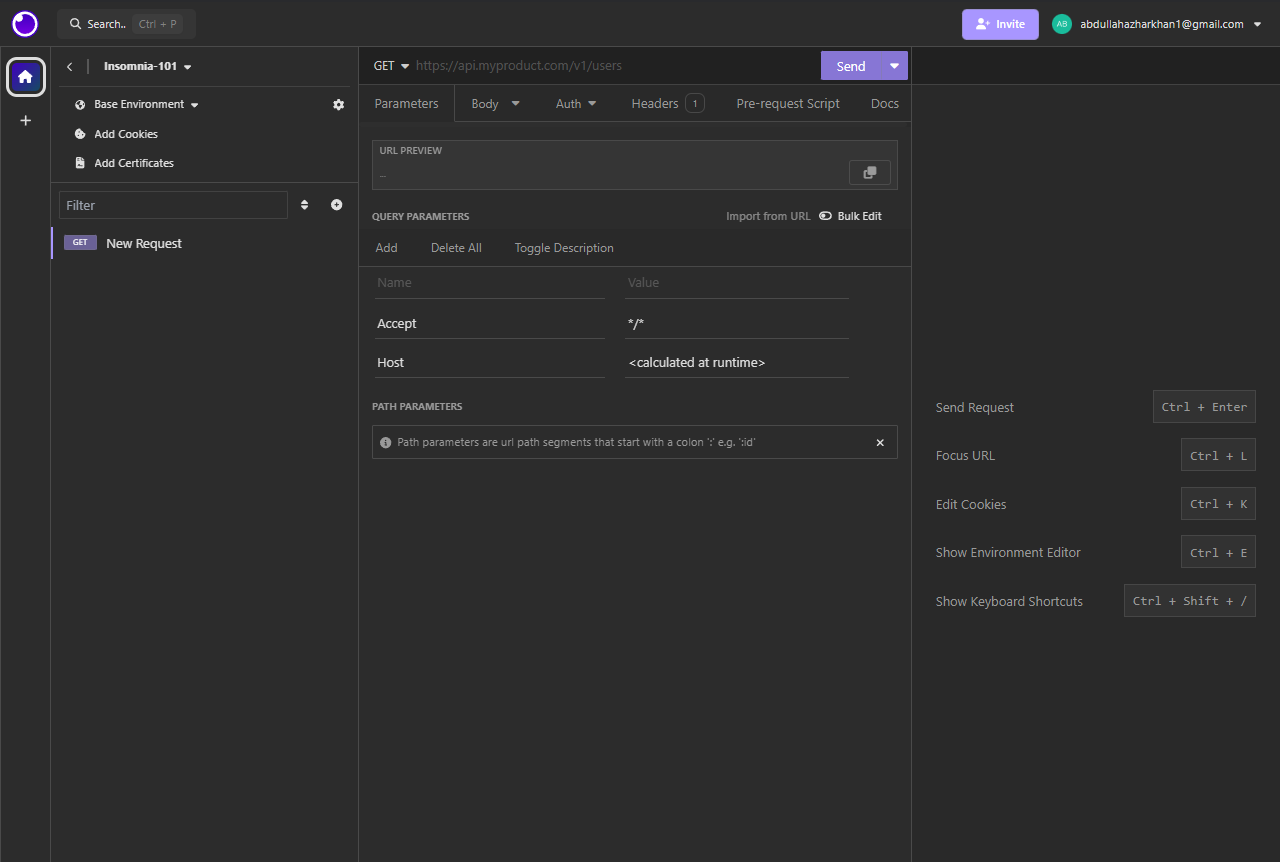 Search.. Ctrl + P
Invite
AB abdullahazharkhan1@gmail.com
Insomnia-101
GET https://api.myproduct.com/v1/users Send
Base Environment
Add Cookies
Add Certificates
Filter
GET New Request
Parameters Body Auth Headers 1 Pre-request Script Docs
URL PREVIEW
...
QUERY PARAMETERS Import from URL Bulk Edit
Add Delete All Toggle Description
Name Value
Accept */*
Host <calculated at runtime>
PATH PARAMETERS
Path parameters are url path segments that start with a colon ':' e.g. ':id'
Send Request Ctrl + Enter
Focus URL Ctrl + L
Edit Cookies Ctrl + K
Show Environment Editor Ctrl + E
Show Keyboard Shortcuts Ctrl + Shift + /